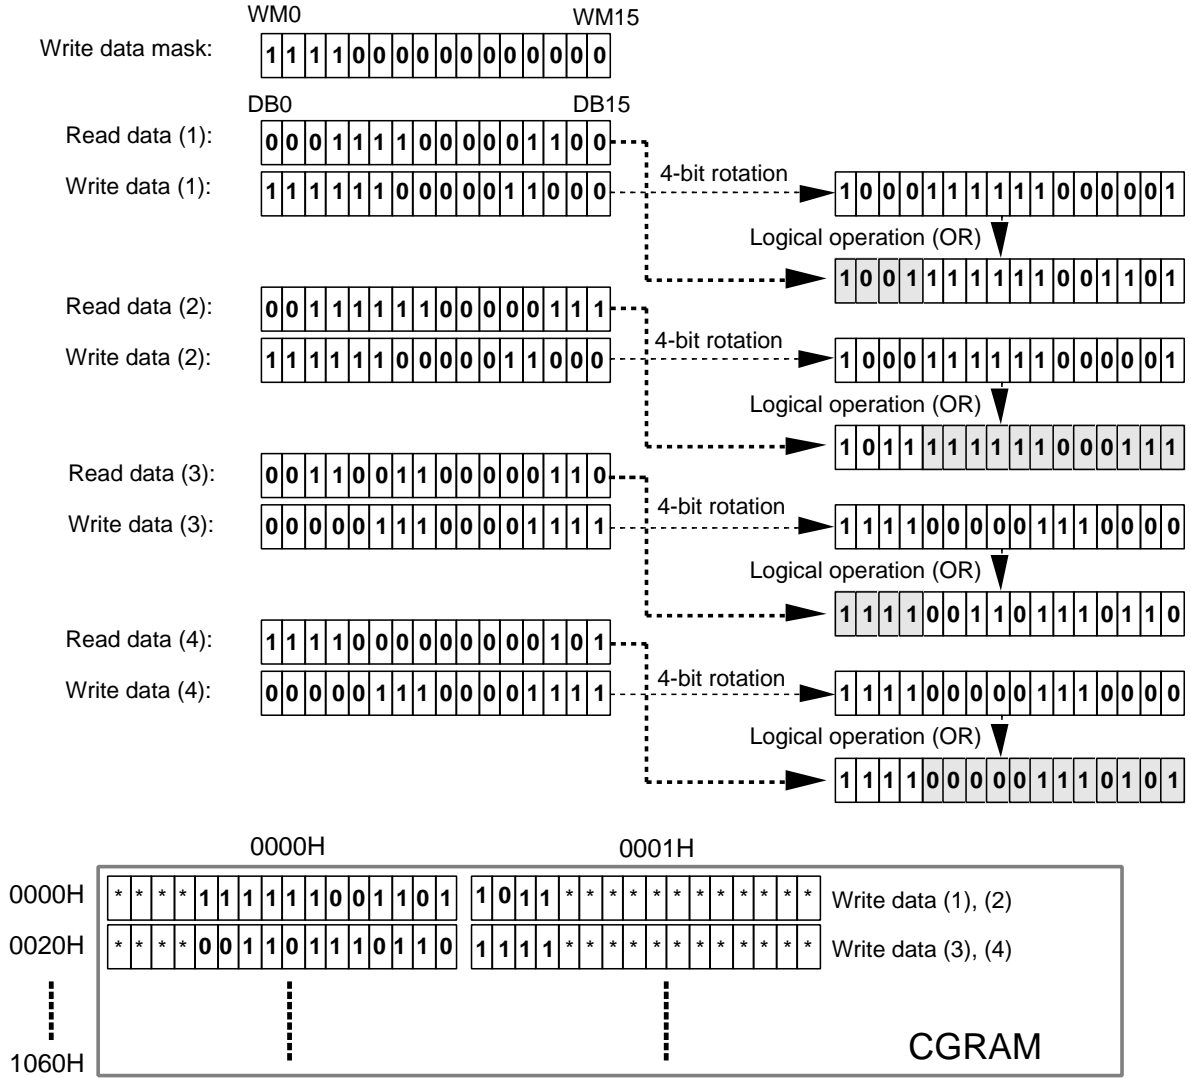 WM0 WM15
Write data mask: 1 1 1 1 0 0 0 0 0 0 0 0 0 0 0 0
DB0 DB15
Read data (1): 0 0 0 1 1 1 1 0 0 0 0 0 1 1 0 0
Write data (1): 1 1 1 1 1 1 0 0 0 0 0 1 1 0 0 0 4-bit rotation 1 0 0 0 1 1 1 1 1 1 0 0 0 0 0 1
Logical operation (OR)
1 0 0 1 1 1 1 1 1 1 0 0 1 1 0 1
Read data (2): 0 0 1 1 1 1 1 1 0 0 0 0 0 1 1 1
Write data (2): 1 1 1 1 1 1 0 0 0 0 0 1 1 0 0 0 4-bit rotation 1 0 0 0 1 1 1 1 1 1 0 0 0 0 0 1
Logical operation (OR)
1 0 1 1 1 1 1 1 1 1 0 0 0 1 1 1
Read data (3): 0 0 1 1 0 0 1 1 0 0 0 0 0 1 1 0
Write data (3): 0 0 0 0 0 1 1 1 0 0 0 0 1 1 1 1 4-bit rotation 1 1 1 1 0 0 0 0 0 1 1 1 0 0 0 0
Logical operation (OR)
1 1 1 1 0 0 1 1 0 1 1 1 0 1 1 0
Read data (4): 1 1 1 1 0 0 0 0 0 0 0 0 0 1 0 1
Write data (4): 0 0 0 0 0 1 1 1 0 0 0 0 1 1 1 1 4-bit rotation 1 1 1 1 0 0 0 0 0 1 1 1 0 0 0 0
Logical operation (OR)
1 1 1 1 0 0 0 0 0 1 1 1 0 1 0 1
0000H 0001H
0000H * * * * 1 1 1 1 1 1 0 0 1 1 0 1 1 0 1 1 * * * * * * * * * * * * Write data (1), (2)
0020H * * * * 0 0 1 1 0 1 1 1 0 1 1 0 1 1 1 1 * * * * * * * * * * * * Write data (3), (4)
1060H CGRAM